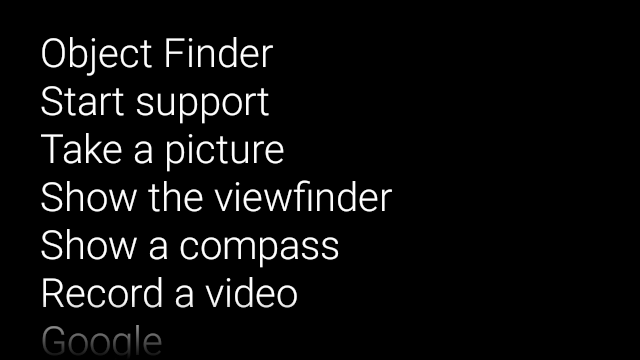 Object Finder
Start support
Take a picture
Show the viewfinder
Show a compass
Record a video
Google